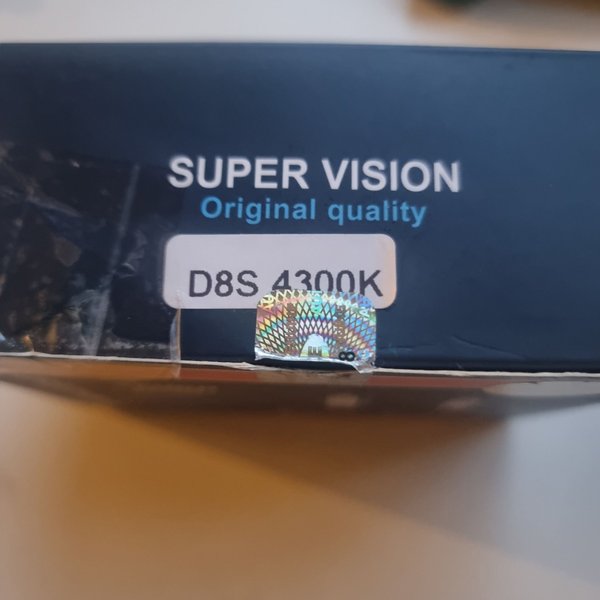 SUPER VISION
Original quality
D8S 4300K